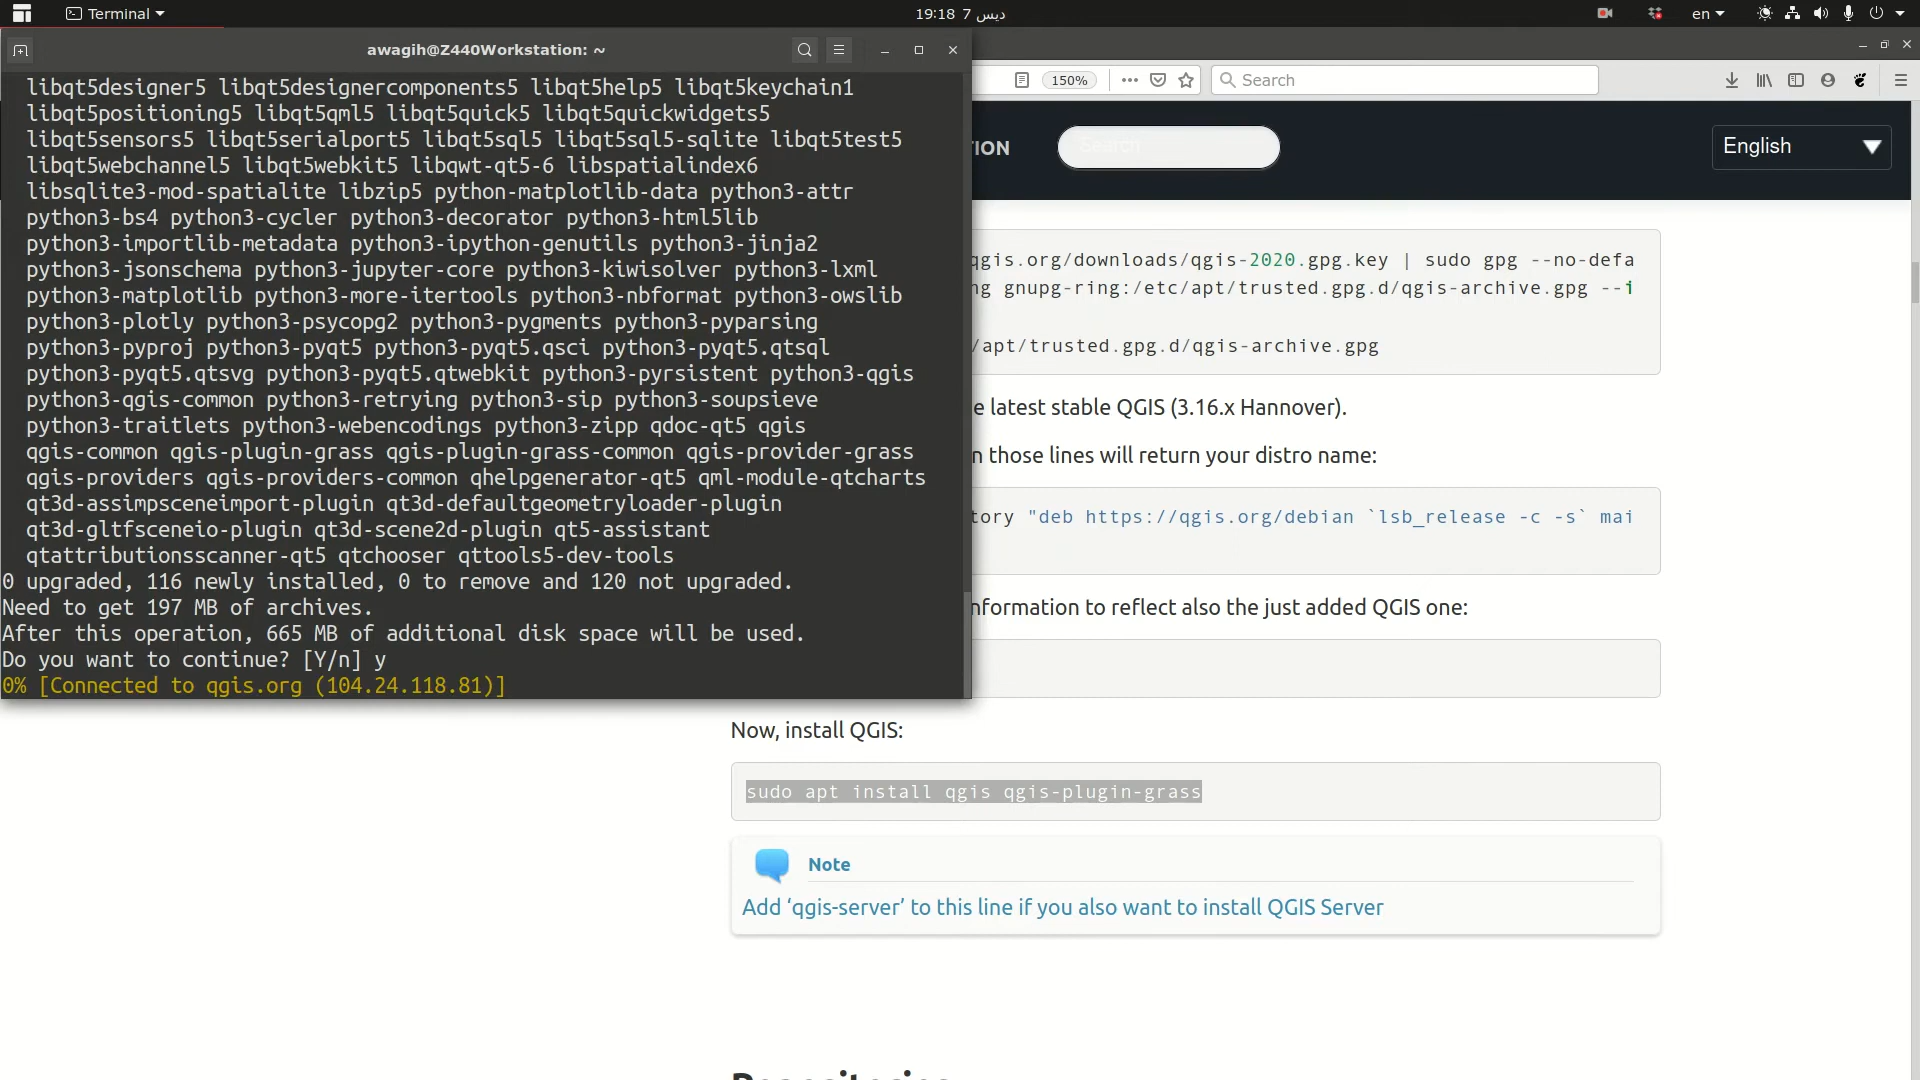 Terminal
19:18 7 ديس
en
awagih@Z440Workstation: ~
libqt5designer5 libqt5designercomponents5 libqt5help5 libqt5keychain1
libqt5positioning5 libqt5qml5 libqt5quick5 libqt5quickwidgets5
libqt5sensors5 libqt5serialport5 libqt5sql5 libqt5sql5-sqlite libqt5test5
libqt5webchannel5 libqt5webkit5 libqwt-qt5-6 libspatialindex6
libsqlite3-mod-spatialite libzip5 python-matplotlib-data python3-attr
python3-bs4 python3-cycler python3-decorator python3-html5lib
python3-importlib-metadata python3-ipython-genutils python3-jinja2
python3-jsonschema python3-jupyter-core python3-kiwisolver python3-lxml
python3-matplotlib python3-more-itertools python3-nbformat python3-owslib
python3-plotly python3-psycopg2 python3-pygments python3-pyparsing
python3-pyproj python3-pyqt5 python3-pyqt5.qsci python3-pyqt5.qtsql
python3-pyqt5.qtsvg python3-pyqt5.qtwebkit python3-pyrsistent python3-qgis
python3-qgis-common python3-retrying python3-sip python3-soupsieve
python3-traitlets python3-webencodings python3-zipp qdoc-qt5 qgis
qgis-common qgis-plugin-grass qgis-plugin-grass-common qgis-provider-grass
qgis-providers qgis-providers-common qhelpgenerator-qt5 qml-module-qtcharts
qt3d-assimpsceneimport-plugin qt3d-defaultgeometryloader-plugin
qt3d-gltfsceneio-plugin qt3d-scene2d-plugin qt5-assistant
qtattributionsscanner-qt5 qtchooser qttools5-dev-tools
0 upgraded, 116 newly installed, 0 to remove and 120 not upgraded.
Need to get 197 MB of archives.
After this operation, 665 MB of additional disk space will be used.
Do you want to continue? [Y/n] y
0% [Connected to qgis.org (104.24.118.81)]
150%
Search
ION
Search
English
qgis.org/downloads/qgis-2020.gpg.key | sudo gpg --no-defa
ng gnupg-ring:/etc/apt/trusted.gpg.d/qgis-archive.gpg --i
/apt/trusted.gpg.d/qgis-archive.gpg
e latest stable QGIS (3.16.x Hannover).
n those lines will return your distro name:
tory "deb https://qgis.org/debian `lsb_release -c -s` mai
nformation to reflect also the just added QGIS one:
Now, install QGIS:
sudo apt install qgis qgis-plugin-grass
Note
Add ‘qgis-server’ to this line if you also want to install QGIS Server